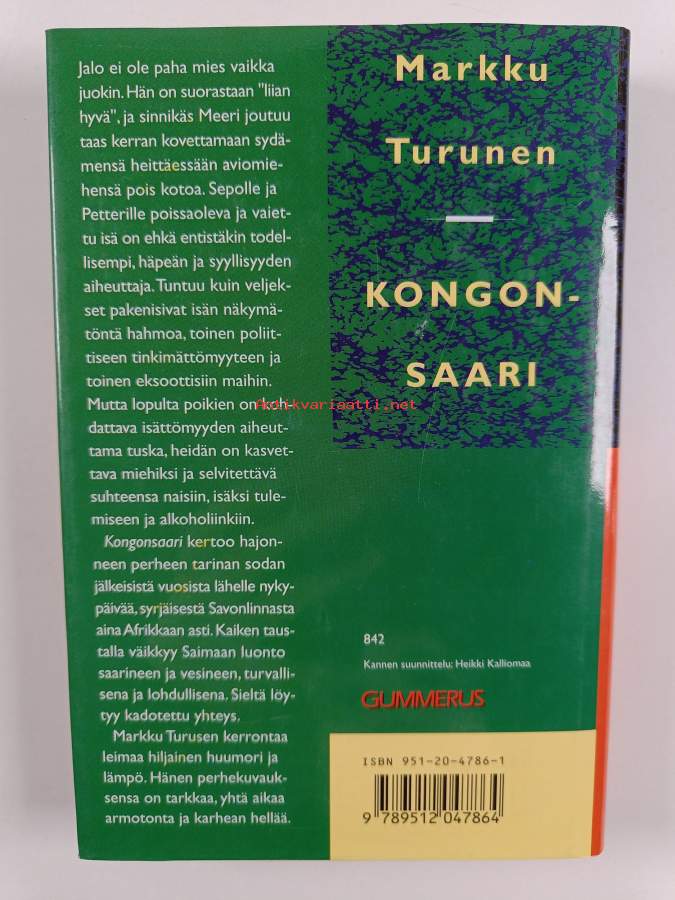 Jalo ei ole paha mies vaikka
juokin. Hän on suorastaan "liian
hyvä", ja sinnikäs Meeri joutuu
taas kerran kovettamaan sydä-
mensä heittäessään aviomie-
hensä pois kotoa. Sepolle ja
Petterille poissaoleva ja vaiet-
tu isä on ehkä entistäkin todel-
lisempi, häpeän ja syyllisyyden
aiheuttaja. Tuntuu kuin veljek-
set pakenisivat isän näkymä-
töntä hahmoa, toinen poliit-
tiseen tinkimättömyyteen ja
toinen eksoottisiin maihin.
Mutta lopulta poikien on koh-
dattava isättömyyden aiheut-
tama tuska, heidän on kasvet-
tava miehiksi ja selvitettävä
suhteensa naisiin, isäksi tule-
miseen ja alkoholiinkiin.
Kongonsaari kertoo hajon-
neen perheen tarinan sodan
jälkeisistä vuosista lähelle nyky-
päivää, syrjäisestä Savonlinnasta
aina Afrikkaan asti. Kaiken taus-
talla väikkyy Saimaan luonto
saarineen ja vesineen, turvalli-
sena ja lohdullisena. Sieltä löy-
tyy kadotettu yhteys.
Markku Turusen kerrontaa
leimaa hiljainen huumori ja
lämpö. Hänen perhekuvauk-
sensa on tarkkaa, yhtä aikaa
armotonta ja karhean hellää.
Markku
Turunen
KONGON-
SAARI
Antikvariaatti.net
842
Kannen suunnittelu: Heikki Kalliomaa
GUMMERUS
ISBN 951-20-4786-1
9 789512 047864